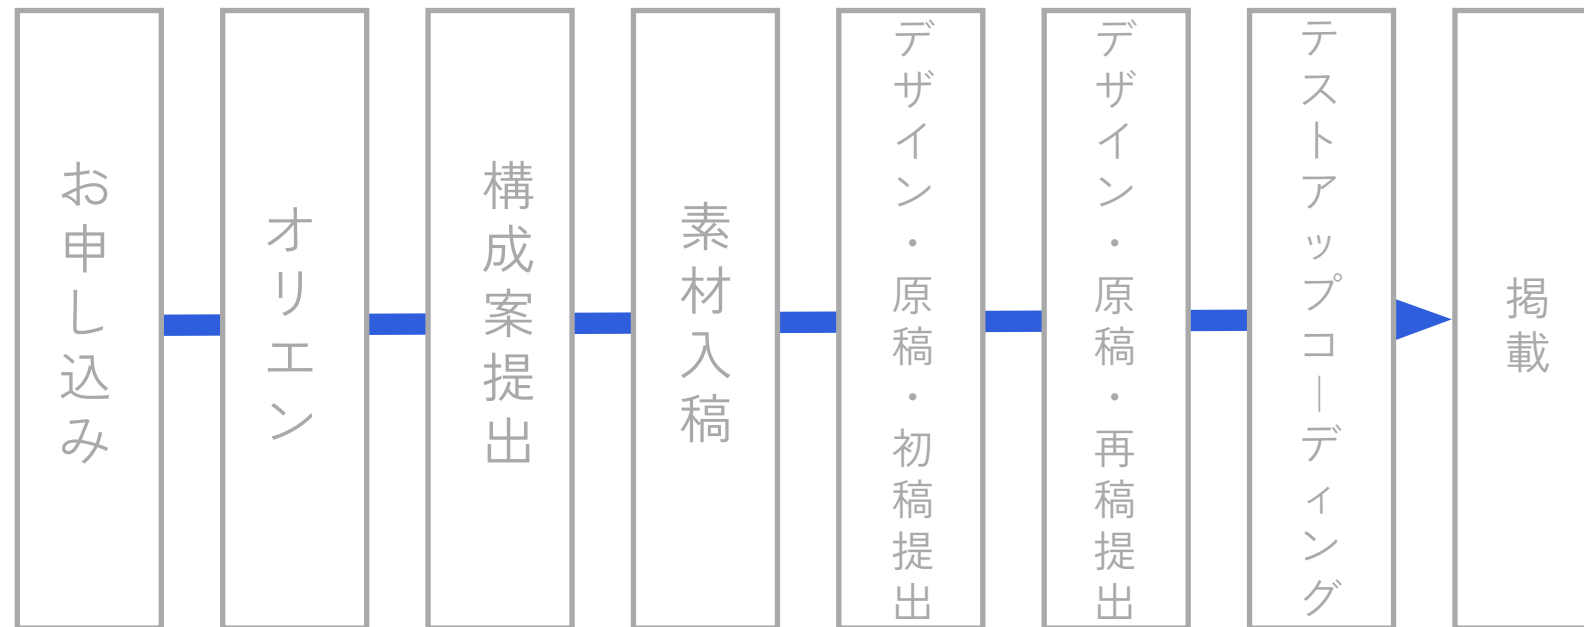 お申し込み
オリエン
構成案提出
素材入稿
デザイン・原稿・初稿提出
デザイン・原稿・再稿提出
テストアップコーディング
掲載